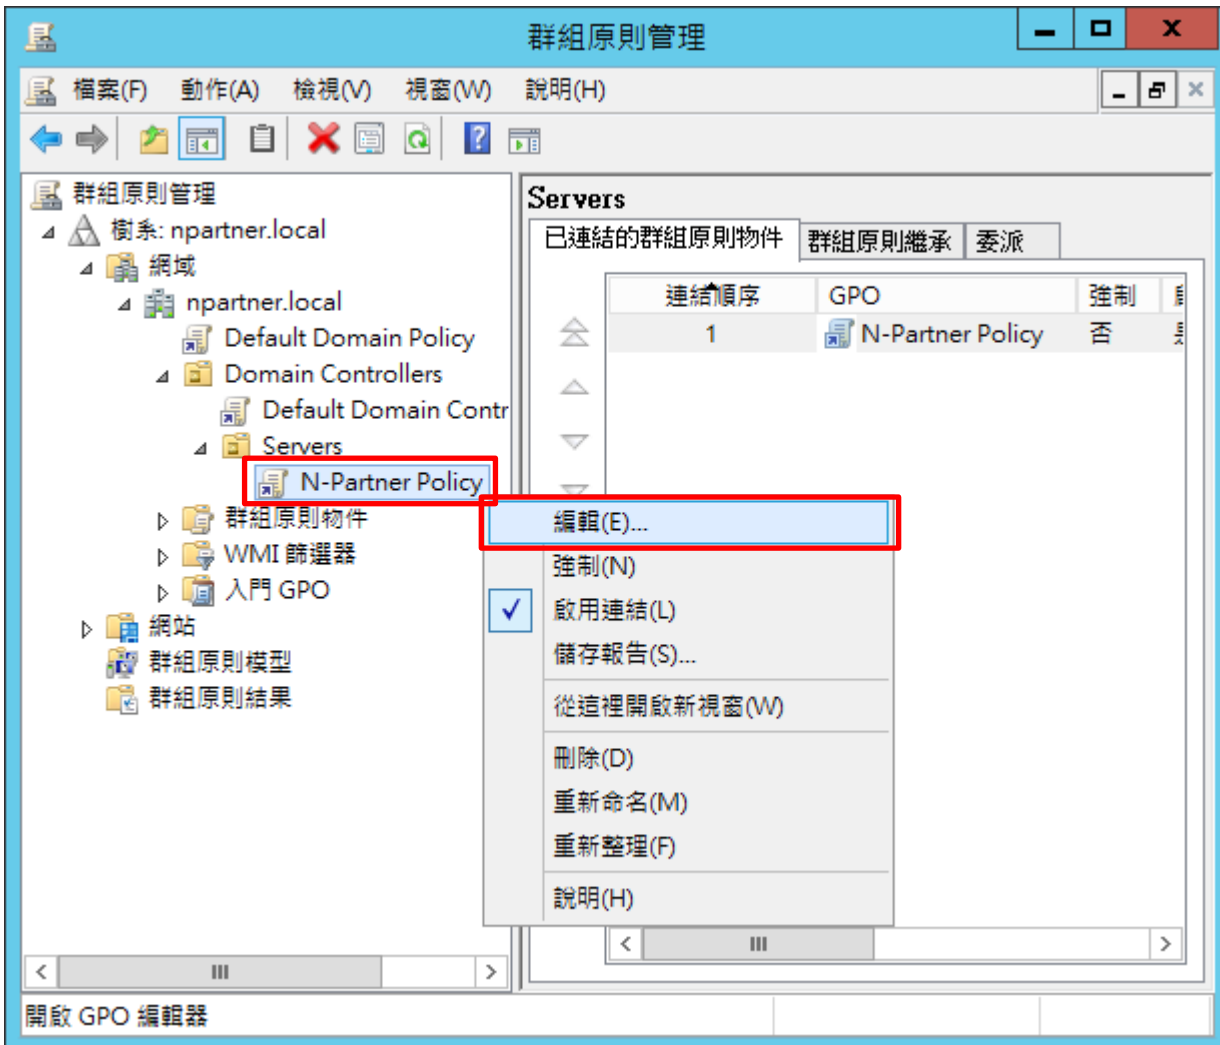 群組原則管理
檔案(F) 動作(A) 檢視(V) 視窗(W) 說明(H)
群組原則管理
樹系: npartner.local
網域
npartner.local
Default Domain Policy
Domain Controllers
Default Domain Contr
Servers
N-Partner Policy
群組原則物件
WMI 篩選器
入門 GPO
網站
群組原則模型
群組原則結果
Servers
已連結的群組原則物件 群組原則繼承 委派
連結順序 GPO 強制
1 N-Partner Policy 否
編輯(E)...
強制(N)
啟用連結(L)
儲存報告(S)...
從這裡開啟新視窗(W)
刪除(D)
重新命名(M)
重新整理(F)
說明(H)
開啟 GPO 編輯器